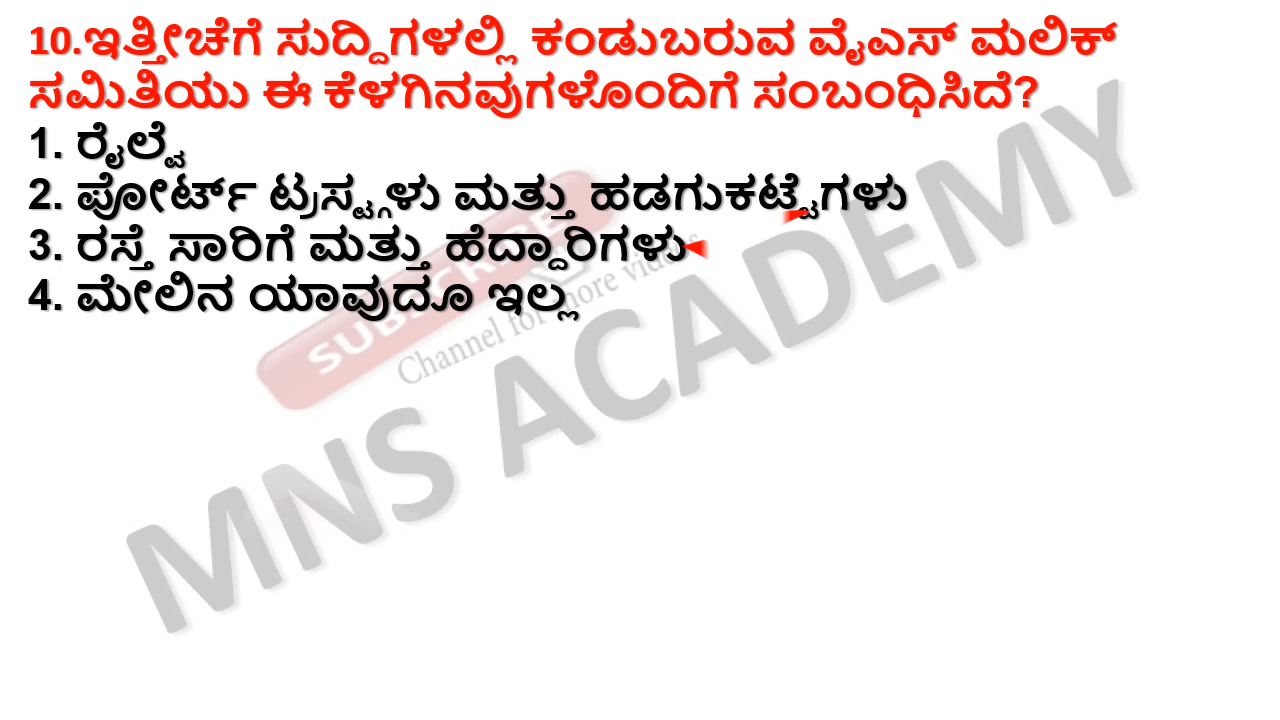 10.ಇತ್ತೀಚೆಗೆ ಸುದ್ದಿಗಳಲ್ಲಿ ಕಂಡುಬರುವ ವೈಎಸ್ ಮಲಿಕ್
ಸಮಿತಿಯು ಈ ಕೆಳಗಿನವುಗಳೊಂದಿಗೆ ಸಂಬಂಧಿಸಿದೆ?
1. ರೈಲ್ವೆ
2. ಪೋರ್ಟ್ ಟ್ರಸ್ಟ್ಗಳು ಮತ್ತು ಹಡಗುಕಟ್ಟೆಗಳು
3. ರಸ್ತೆ ಸಾರಿಗೆ ಮತ್ತು ಹೆದ್ದಾರಿಗಳು
4. ಮೇಲಿನ ಯಾವುದೂ ಇಲ್ಲ
SUBSCRIBE
Channel for more videos
MNS ACADEMY